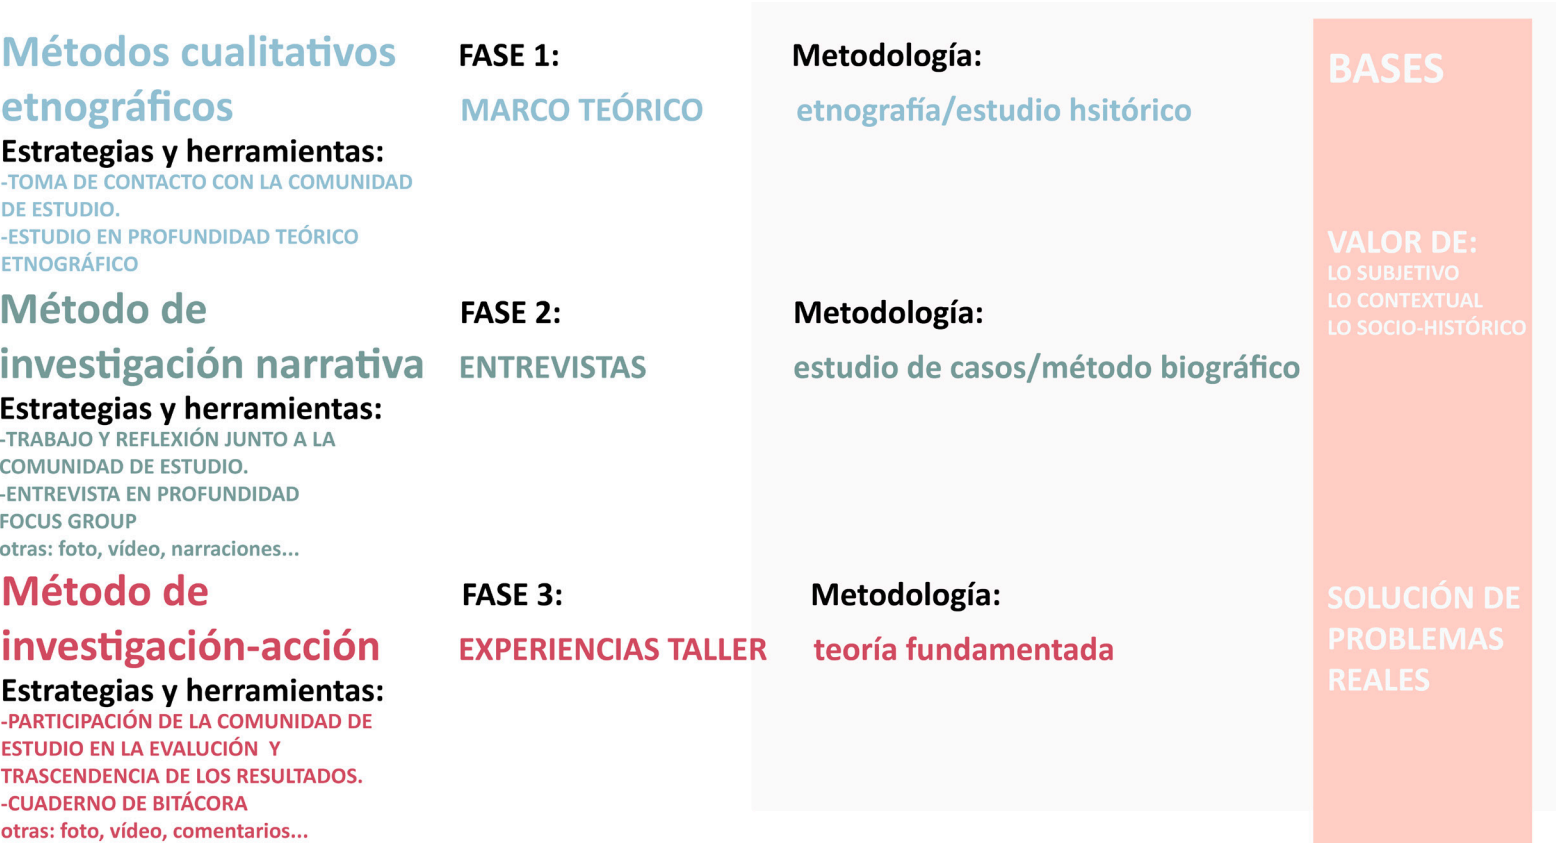 Métodos cualitativos
etnográficos
Estrategias y herramientas:
-TOMA DE CONTACTO CON LA COMUNIDAD
DE ESTUDIO.
-ESTUDIO EN PROFUNDIDAD TEÓRICO
ETNOGRÁFICO
FASE 1:
MARCO TEÓRICO
Metodología:
etnografía/estudio hsitórico
Método de
investigación narrativa
Estrategias y herramientas:
-TRABAJO Y REFLEXIÓN JUNTO A LA
COMUNIDAD DE ESTUDIO.
-ENTREVISTA EN PROFUNDIDAD
FOCUS GROUP
otras: foto, vídeo, narraciones...
FASE 2:
ENTREVISTAS
Metodología:
estudio de casos/método biográfico
Método de
investigación-acción
Estrategias y herramientas:
-PARTICIPACIÓN DE LA COMUNIDAD DE
ESTUDIO EN LA EVALUCIÓN Y
TRASCENDENCIA DE LOS RESULTADOS.
-CUADERNO DE BITÁCORA
otras: foto, vídeo, comentarios...
FASE 3:
EXPERIENCIAS TALLER
Metodología:
teoría fundamentada
BASES
VALOR DE:
LO SUBJETIVO
LO CONTEXTUAL
LO SOCIO-HISTÓRICO
SOLUCIÓN DE
PROBLEMAS
REALES